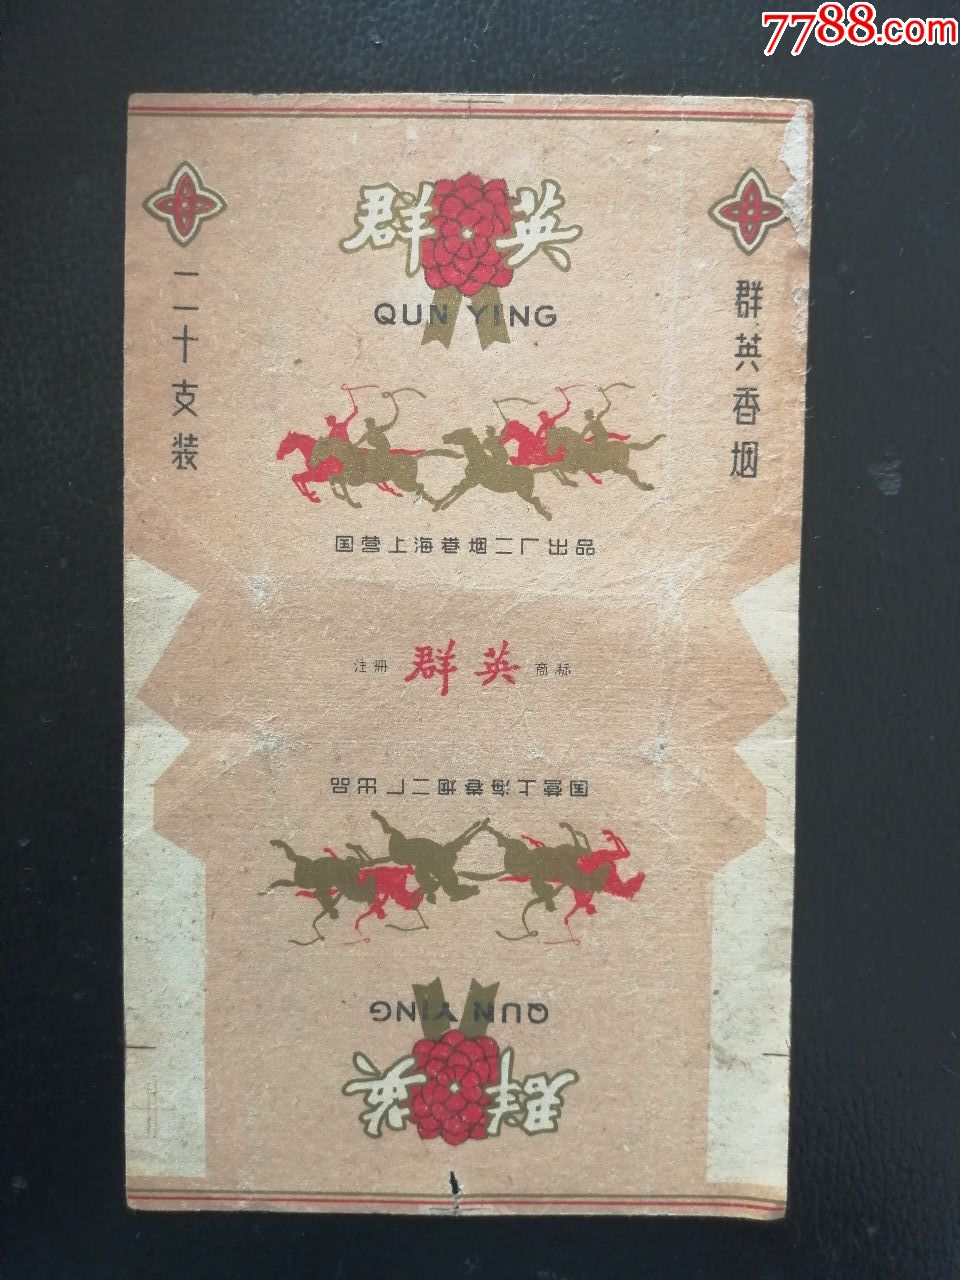 7788.com
群英
QUN YING
二十支装
群英香烟
国营上海卷烟二厂出品
注册 群英 商标
国营上海卷烟二厂出品
QUN YING
群英